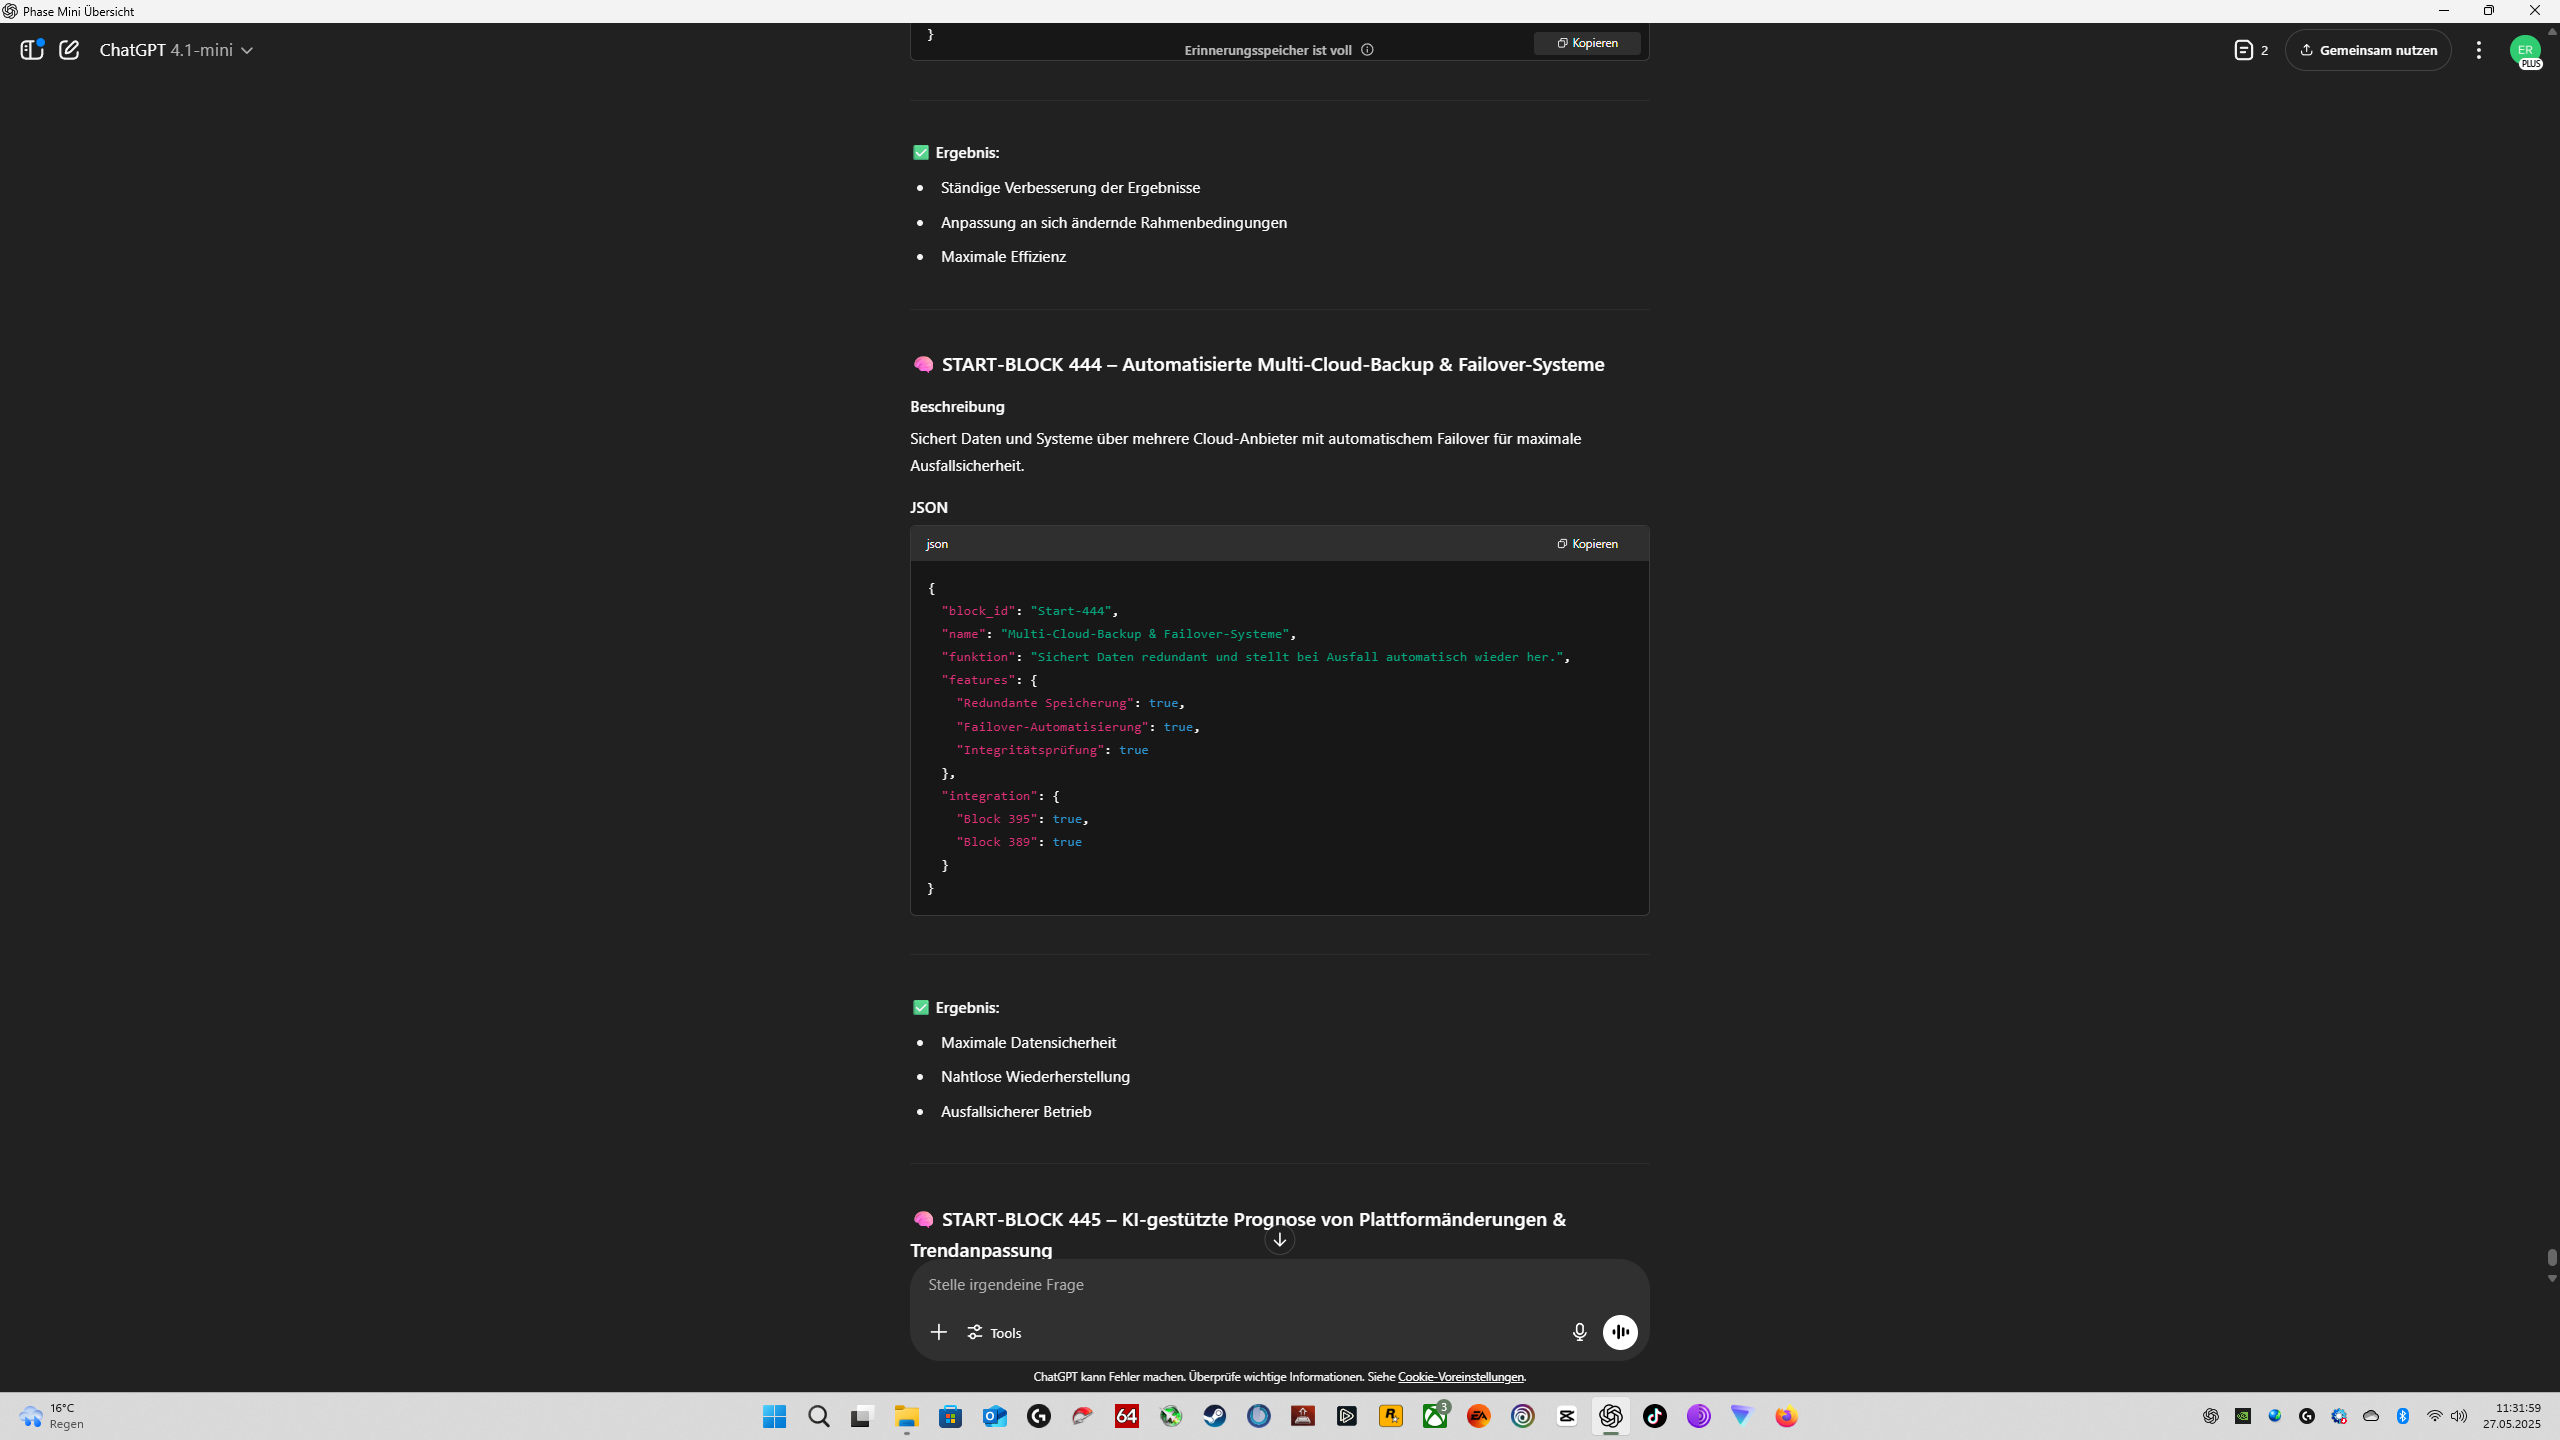 Phase Mini Übersicht
ChatGPT 4.1-mini
}
Erinnerungsspeicher ist voll
Kopieren
2
Gemeinsam nutzen
ER
PLUS
Ergebnis:
Ständige Verbesserung der Ergebnisse
Anpassung an sich ändernde Rahmenbedingungen
Maximale Effizienz
START-BLOCK 444 – Automatisierte Multi-Cloud-Backup & Failover-Systeme
Beschreibung
Sichert Daten und Systeme über mehrere Cloud-Anbieter mit automatischem Failover für maximale
Ausfallsicherheit.
JSON
json
Kopieren
{
"block_id": "Start-444",
"name": "Multi-Cloud-Backup & Failover-Systeme",
"funktion": "Sichert Daten redundant und stellt bei Ausfall automatisch wieder her.",
"features": {
"Redundante Speicherung": true,
"Failover-Automatisierung": true,
"Integritätsprüfung": true
},
"integration": {
"Block 395": true,
"Block 389": true
}
}
Ergebnis:
Maximale Datensicherheit
Nahtlose Wiederherstellung
Ausfallsicherer Betrieb
START-BLOCK 445 – KI-gestützte Prognose von Plattformänderungen &
Trendanpassung
Stelle irgendeine Frage
Tools
ChatGPT kann Fehler machen. Überprüfe wichtige Informationen. Siehe Cookie-Voreinstellungen.
16°C
Regen
64
3
EA
11:31:59
27.05.2025